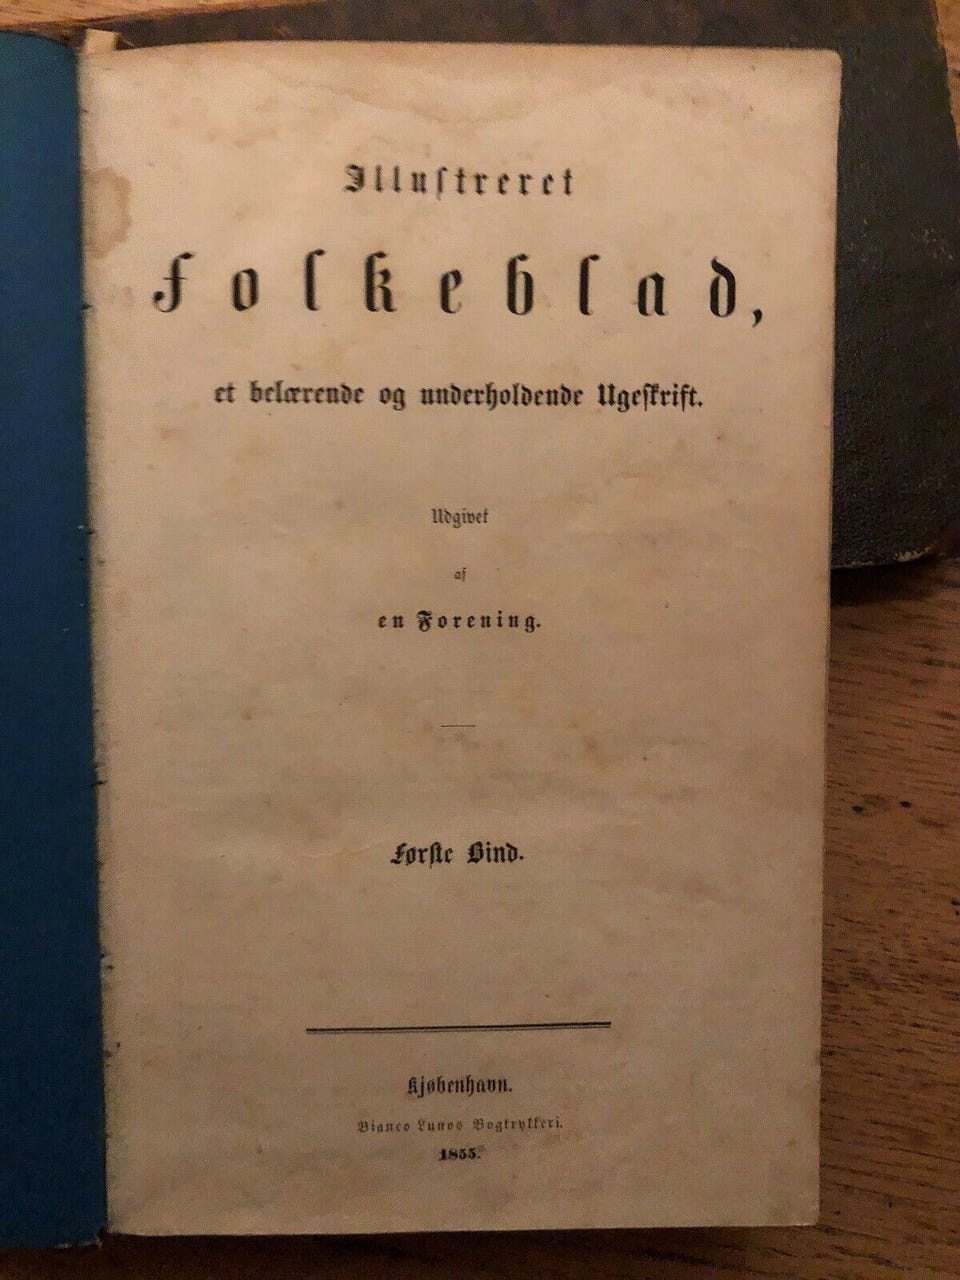 Illustreret
Folkeblad,
et belærende og underholdende Ugeskrift.
Udgivet
af
en Forening.
Første Bind.
Kjøbenhavn.
Bianco Lunos Bogtrykkeri.
1855.